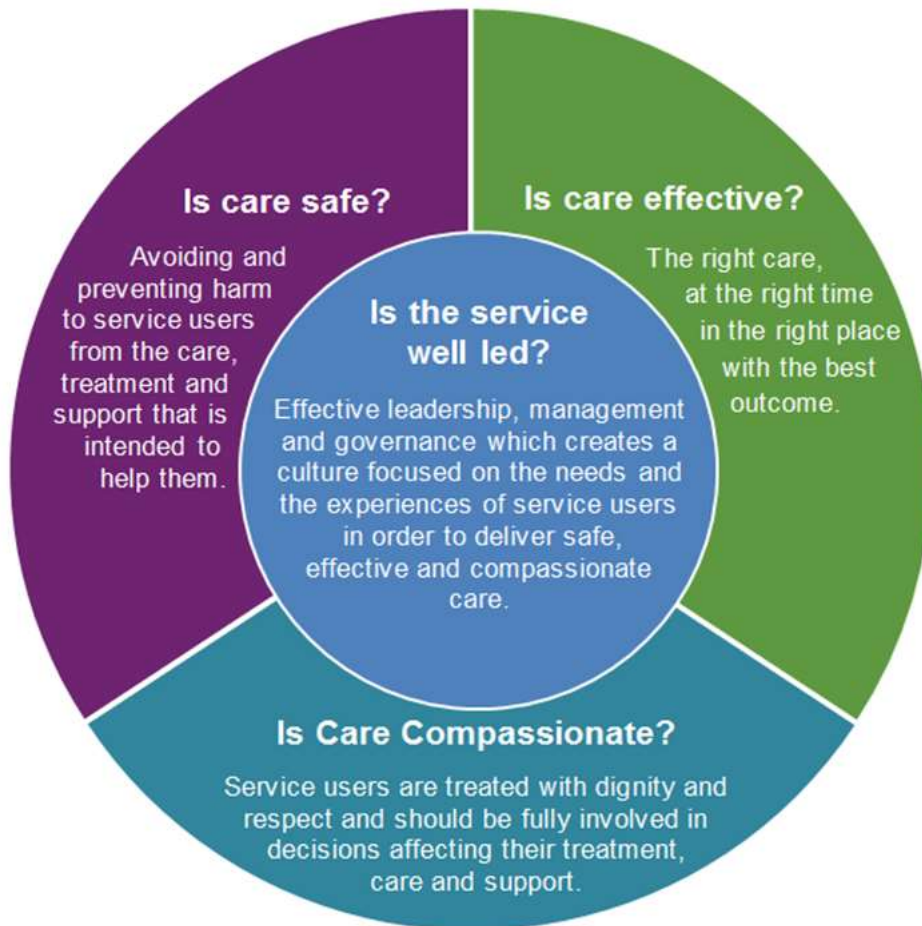 Is care safe?
Avoiding and
preventing harm
to service users
from the care,
treatment and
support that is
intended to
help them.
Is care effective?
The right care,
at the right time
in the right place
with the best
outcome.
Is the service
well led?
Effective leadership, management
and governance which creates a
culture focused on the needs and
the experiences of service users
in order to deliver safe,
effective and compassionate
care.
Is Care Compassionate?
Service users are treated with dignity and
respect and should be fully involved in
decisions affecting their treatment,
care and support.